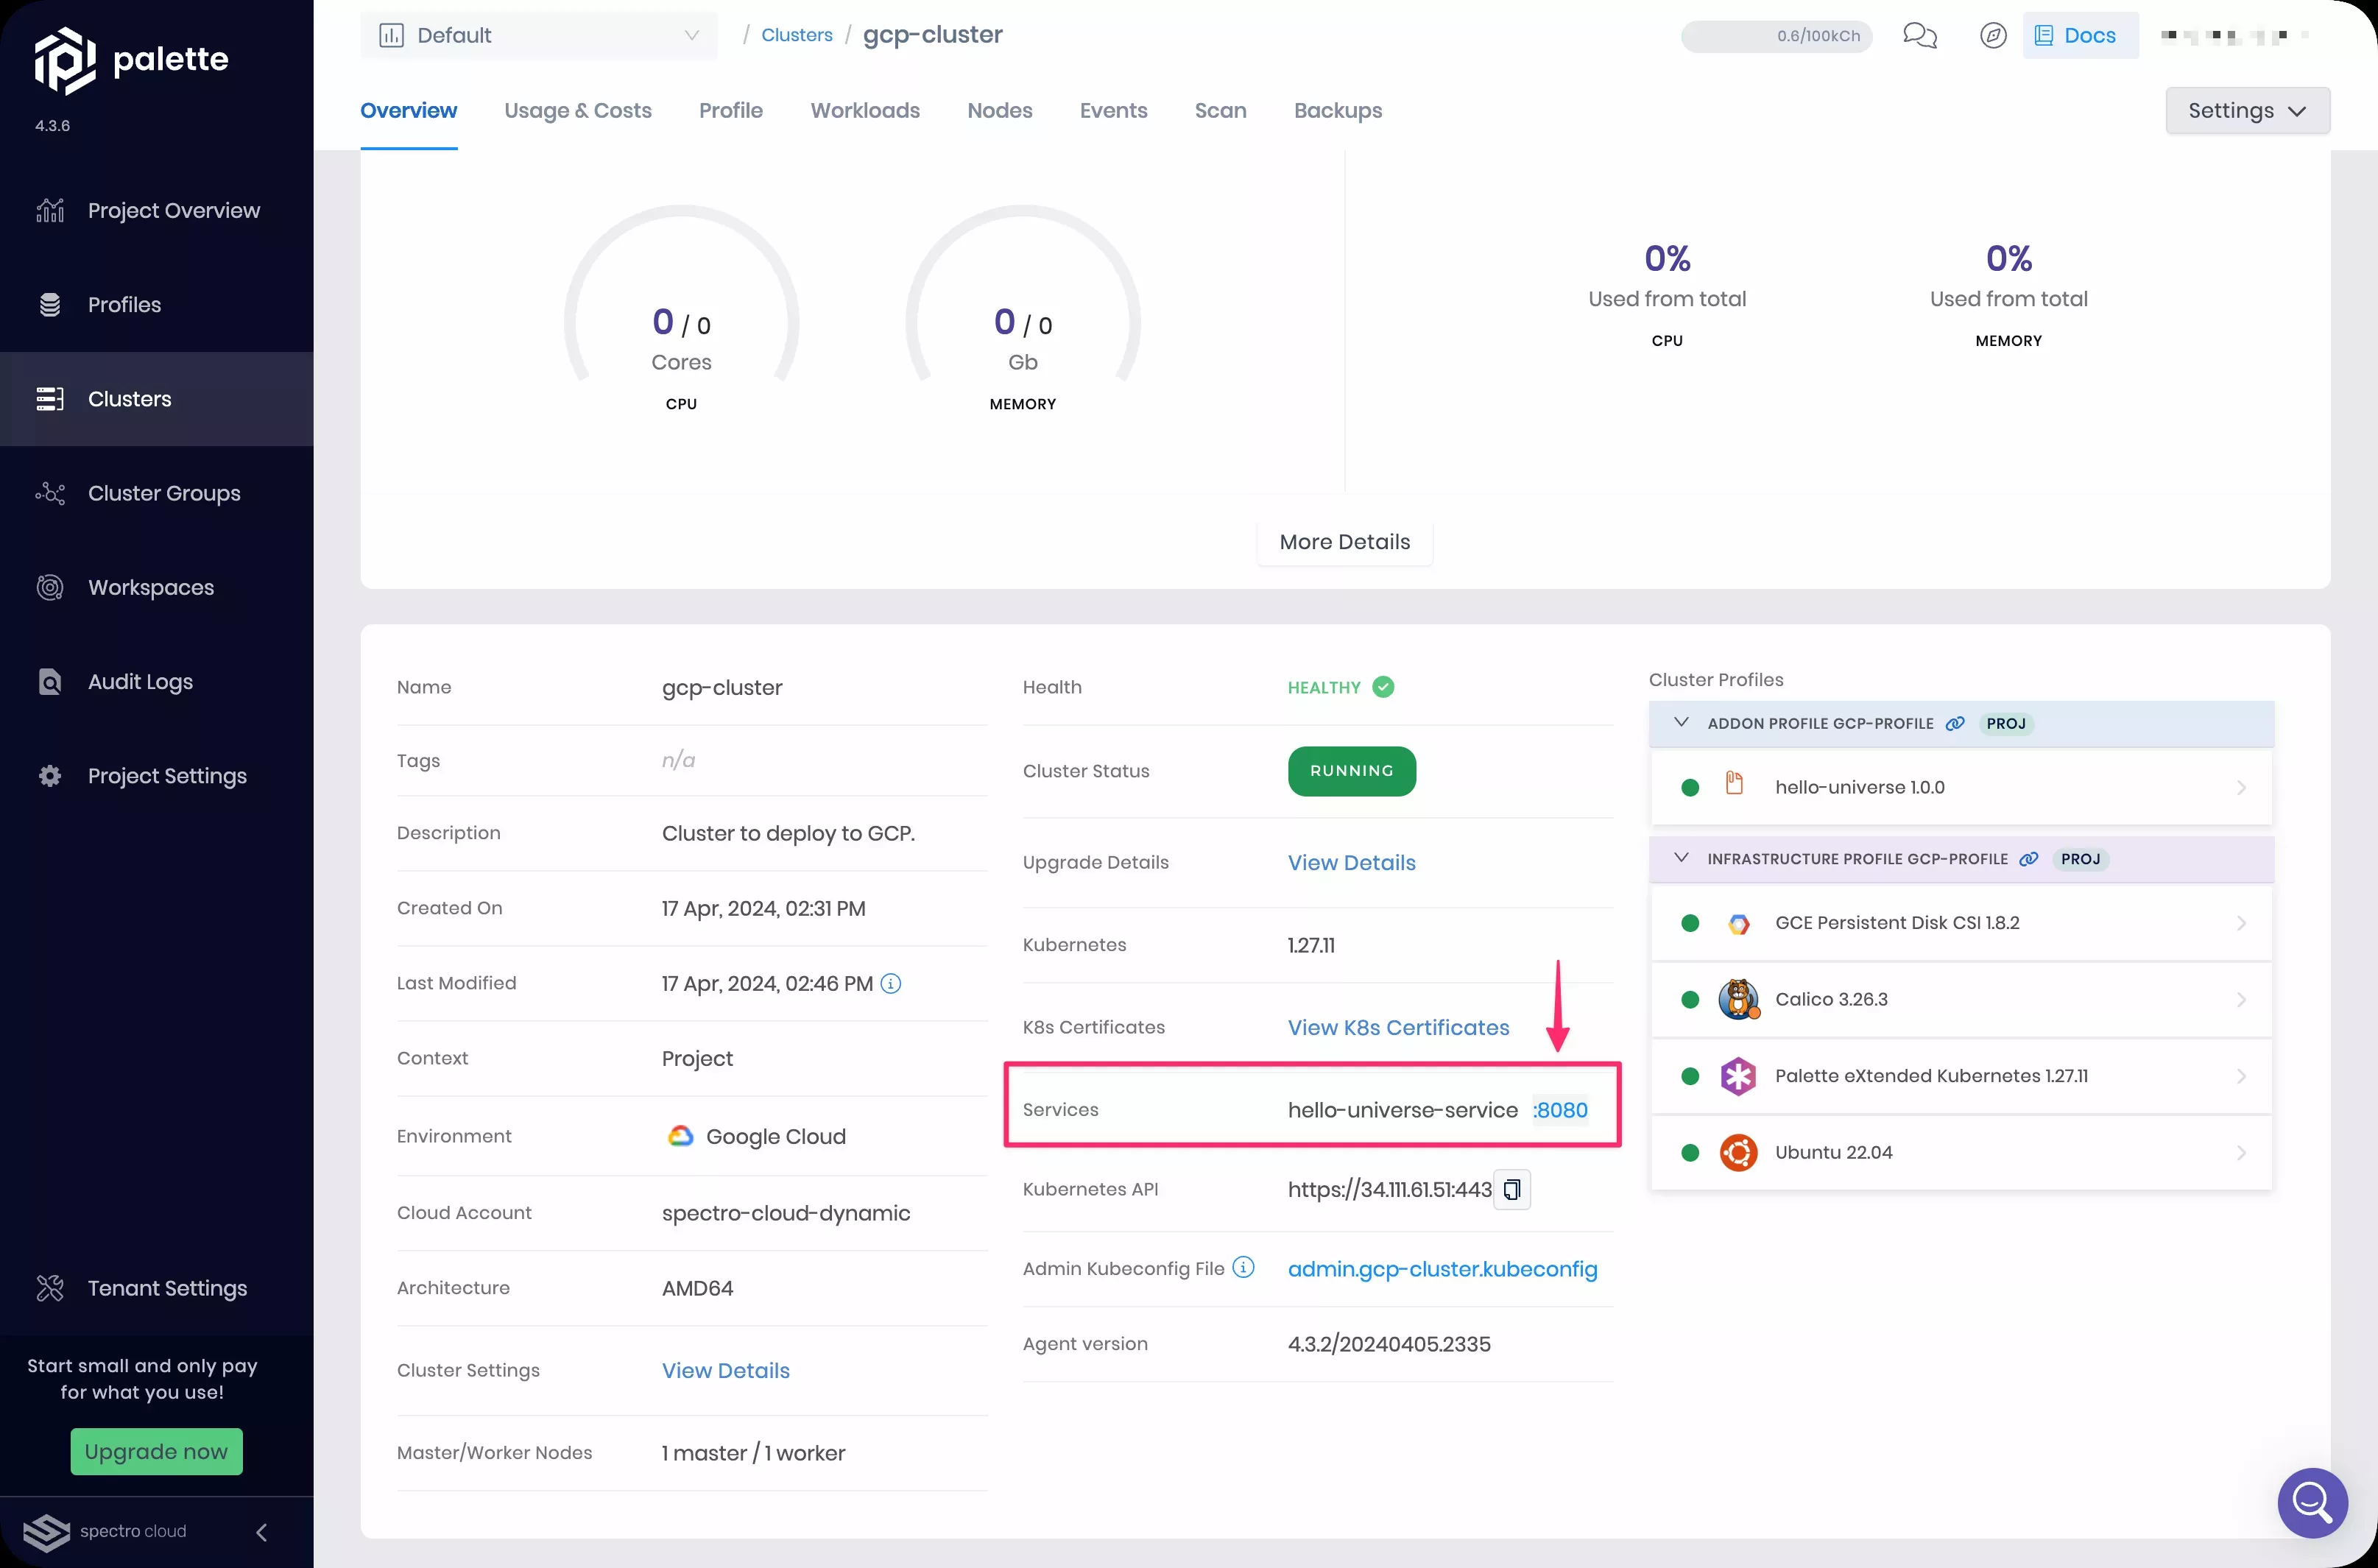 palette
4.3.6
Project Overview
Profiles
Clusters
Cluster Groups
Workspaces
Audit Logs
Project Settings
Tenant Settings
Start small and only pay
for what you use!
Upgrade now
spectro cloud
Default
/ Clusters / gcp-cluster
0.6/100kCh
Docs
Overview
Usage & Costs
Profile
Workloads
Nodes
Events
Scan
Backups
Settings
0 / 0
Cores
CPU
0 / 0
Gb
MEMORY
0%
Used from total
CPU
0%
Used from total
MEMORY
More Details
Name gcp-cluster
Tags n/a
Description Cluster to deploy to GCP.
Created On 17 Apr, 2024, 02:31 PM
Last Modified 17 Apr, 2024, 02:46 PM
Context Project
Environment Google Cloud
Cloud Account spectro-cloud-dynamic
Architecture AMD64
Cluster Settings View Details
Master/Worker Nodes 1 master / 1 worker
Health HEALTHY
Cluster Status RUNNING
Upgrade Details View Details
Kubernetes 1.27.11
K8s Certificates View K8s Certificates
Services hello-universe-service :8080
Kubernetes API https://34.111.61.51:443
Admin Kubeconfig File admin.gcp-cluster.kubeconfig
Agent version 4.3.2/20240405.2335
Cluster Profiles
ADDON PROFILE GCP-PROFILE PROJ
hello-universe 1.0.0
INFRASTRUCTURE PROFILE GCP-PROFILE PROJ
GCE Persistent Disk CSI 1.8.2
Calico 3.26.3
Palette eXtended Kubernetes 1.27.11
Ubuntu 22.04